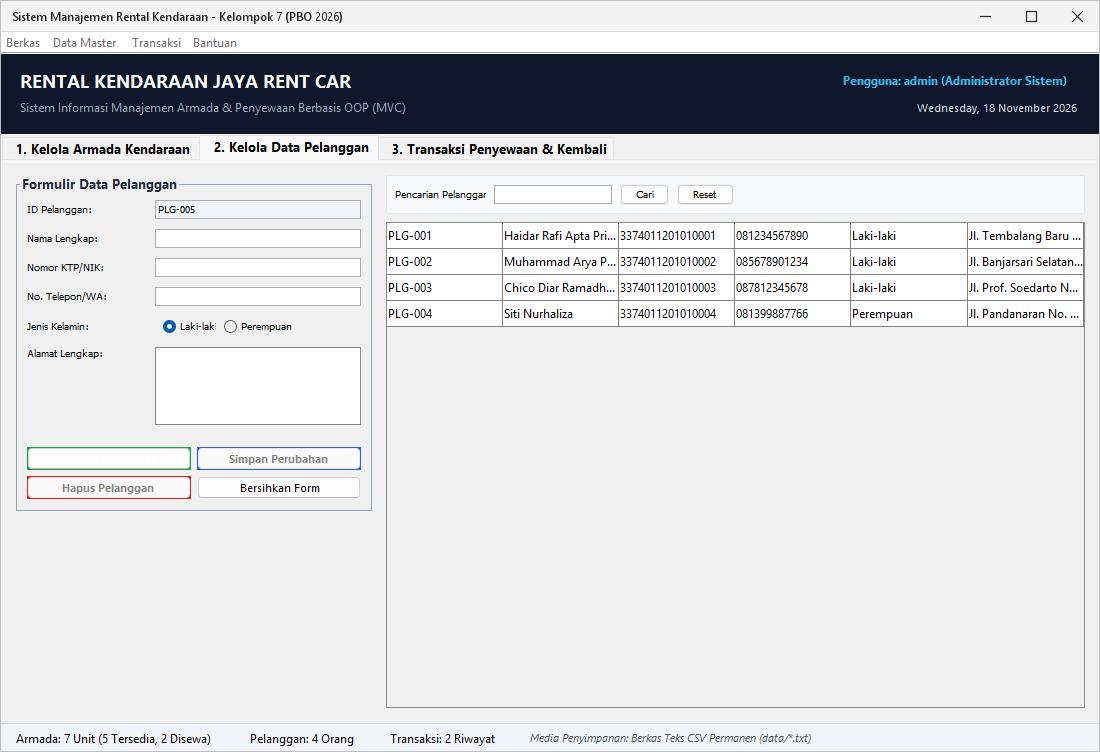 Sistem Manajemen Rental Kendaraan - Kelompok 7 (PBO 2026)
Berkas Data Master Transaksi Bantuan
RENTAL KENDARAAN JAYA RENT CAR
Pengguna: admin (Administrator Sistem)
Sistem Informasi Manajemen Armada & Penyewaan Berbasis OOP (MVC)
Wednesday, 18 November 2026
1. Kelola Armada Kendaraan 2. Kelola Data Pelanggan 3. Transaksi Penyewaan & Kembali
Formulir Data Pelanggan
ID Pelanggan: PLG-005
Nama Lengkap:
Nomor KTP/NIK:
No. Telepon/WA:
Jenis Kelamin: Laki-laki Perempuan
Alamat Lengkap:
Simpan Perubahan
Hapus Pelanggan Bersihkan Form
Pencarian Pelanggar Cari Reset
PLG-001 Haidar Rafi Apta Pri... 3374011201010001 081234567890 Laki-laki Jl. Tembalang Baru ...
PLG-002 Muhammad Arya P... 3374011201010002 085678901234 Laki-laki Jl. Banjarsari Selatan...
PLG-003 Chico Diar Ramadh... 3374011201010003 087812345678 Laki-laki Jl. Prof. Soedarto N...
PLG-004 Siti Nurhaliza 3374011201010004 081399887766 Perempuan Jl. Pandanaran No. ...
Armada: 7 Unit (5 Tersedia, 2 Disewa) Pelanggan: 4 Orang Transaksi: 2 Riwayat Media Penyimpanan: Berkas Teks CSV Permanen (data/*.txt)